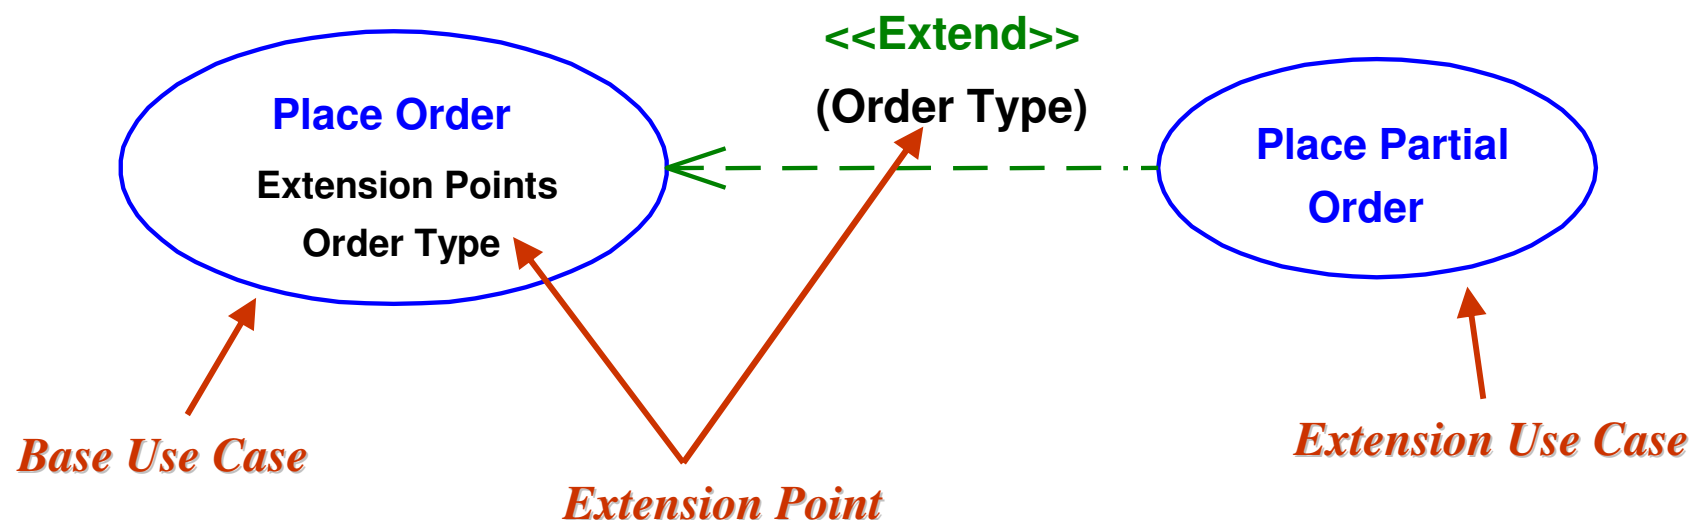 <<Extend>>
(Order Type)
Place Order
Extension Points
Order Type
Place Partial
Order
Base Use Case
Extension Point
Extension Use Case